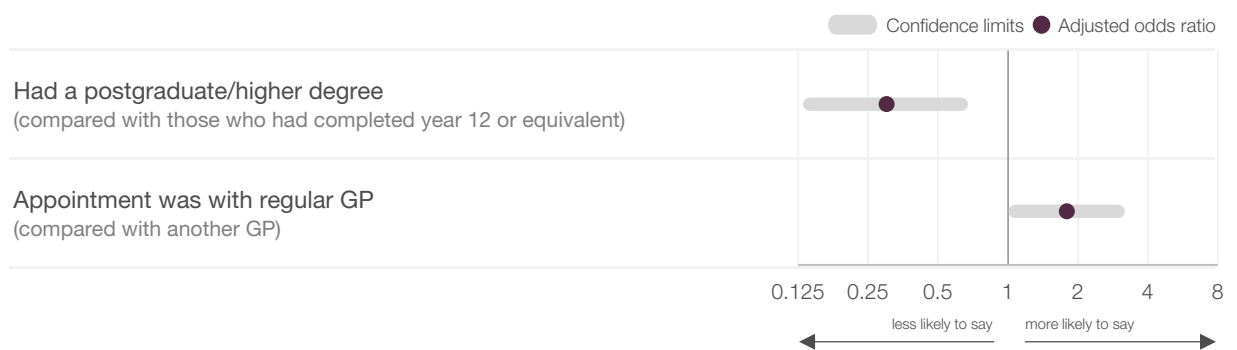 Confidence limits Adjusted odds ratio
Had a postgraduate/higher degree
(compared with those who had completed year 12 or equivalent)
Appointment was with regular GP
(compared with another GP)
0.125 0.25 0.5 1 2 4 8
less likely to say more likely to say